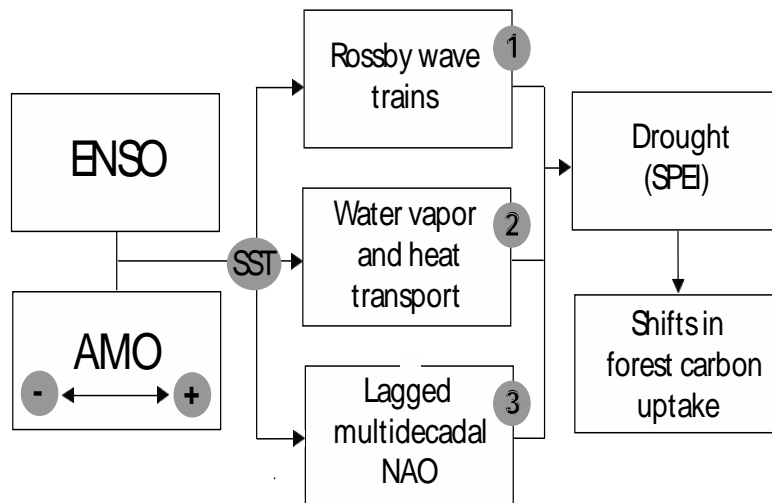 ENSO
AMO
-
+
SST
1
Rossby wave
trains
2
Water vapor
and heat
transport
3
Lagged
multidecadal
NAO
Drought
(SPEI)
Shifts in
forest carbon
uptake